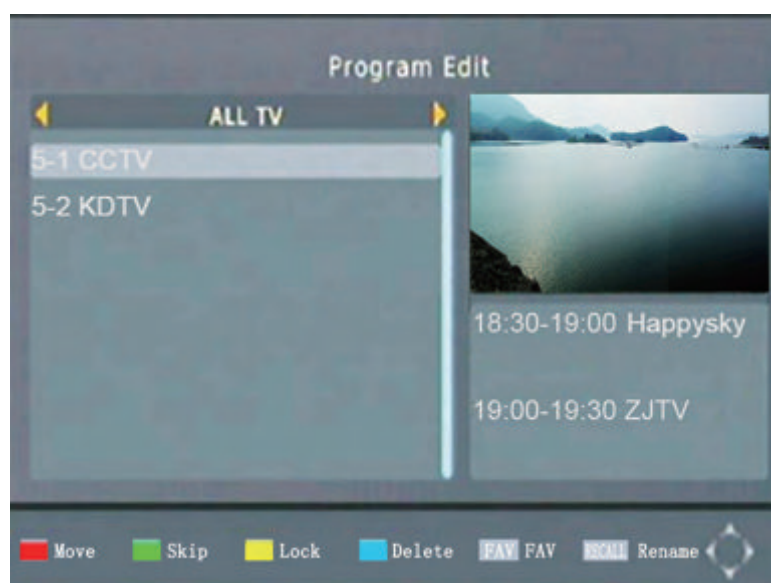 Program Edit
ALL TV
5-1 CCTV
5-2 KDTV
18:30-19:00 Happysky
19:00-19:30 ZJTV
Move Skip Lock Delete FAV FAV RECALL Rename